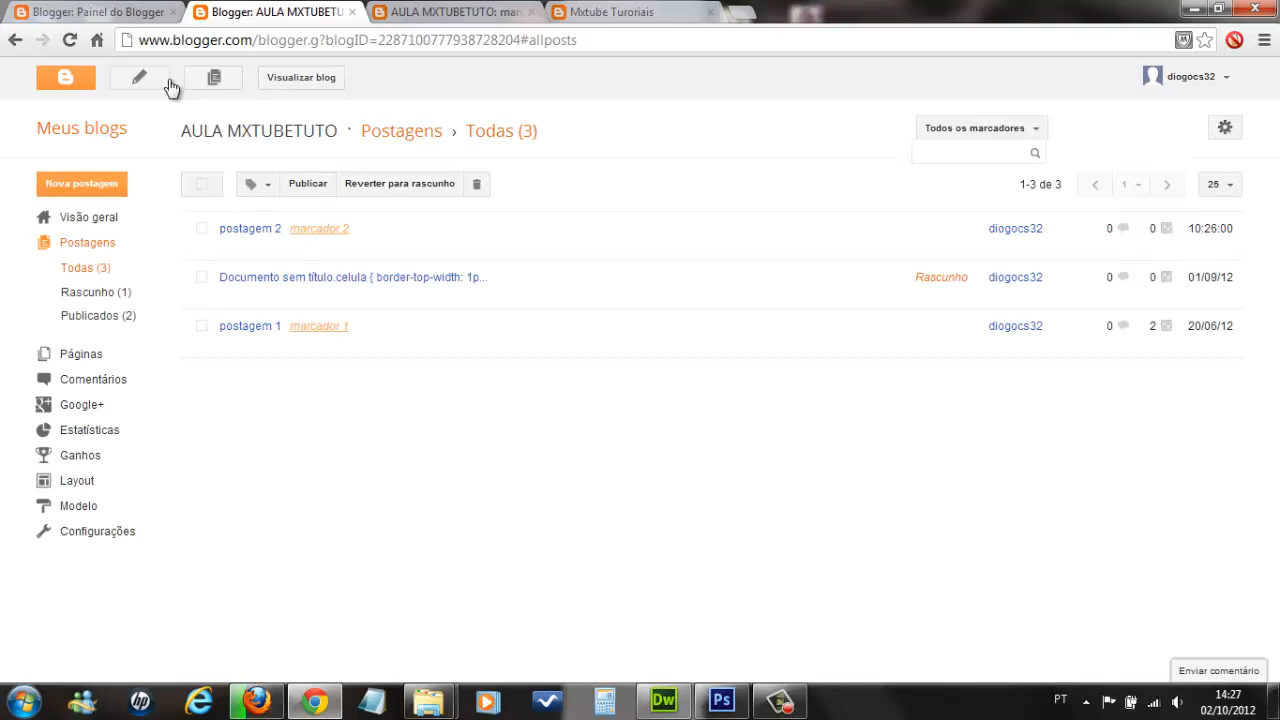 Blogger: Painel do Blogger
Blogger: AULA MXTUBETU
AULA MXTUBETUTO: mar
Mxtube Turoriais
www.blogger.com/blogger.g?blogID=2287100777938728204#allposts
Visualizar blog
diogocs32
Meus blogs
AULA MXTUBETUTO · Postagens › Todas (3)
Todos os marcadores
Nova postagem
Publicar
Reverter para rascunho
1-3 de 3
1
25
Visão geral
postagem 2 marcador 2
diogocs32
0
0
10:26:00
Postagens
Todas (3)
Documento sem título.celula { border-top-width: 1p...
Rascunho
diogocs32
0
0
01/09/12
Rascunho (1)
Publicados (2)
postagem 1 marcador 1
diogocs32
0
2
20/06/12
Páginas
Comentários
Google+
Estatísticas
Ganhos
Layout
Modelo
Configurações
Enviar comentário
hp
Dw
Ps
PT
14:27
02/10/2012